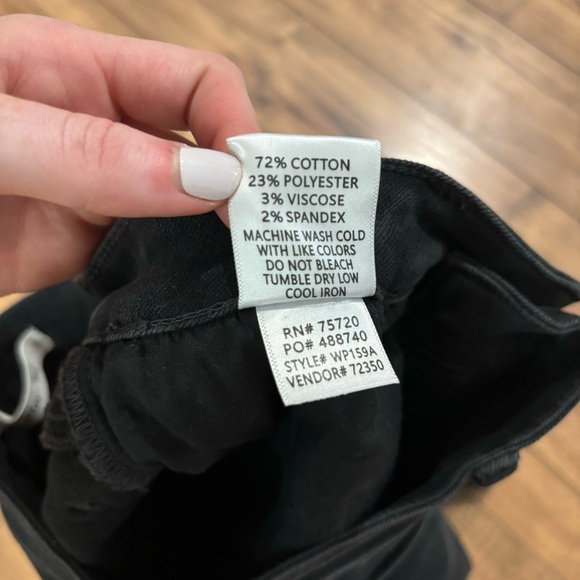 72% COTTON
23% POLYESTER
3% VISCOSE
2% SPANDEX
MACHINE WASH COLD
WITH LIKE COLORS
DO NOT BLEACH
TUMBLE DRY LOW
COOL IRON
RN# 75720
PO# 488740
STYLE# WP159A
VENDOR# 72350